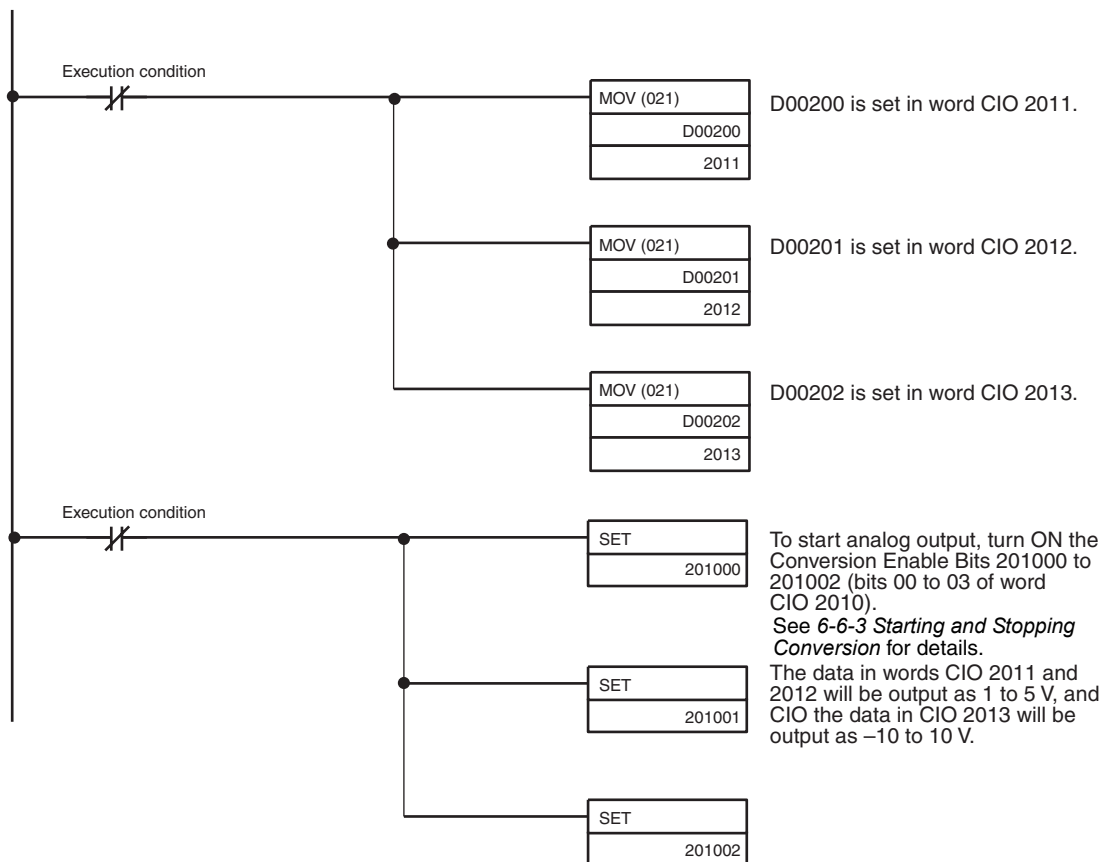 Execution condition
MOV (021)
D00200
2011
D00200 is set in word CIO 2011.
MOV (021)
D00201
2012
D00201 is set in word CIO 2012.
MOV (021)
D00202
2013
D00202 is set in word CIO 2013.
Execution condition
SET
201000
To start analog output, turn ON the
Conversion Enable Bits 201000 to
201002 (bits 00 to 03 of word
CIO 2010).
See 6-6-3 Starting and Stopping
Conversion for details.
SET
201001
The data in words CIO 2011 and
2012 will be output as 1 to 5 V, and
CIO the data in CIO 2013 will be
output as –10 to 10 V.
SET
201002